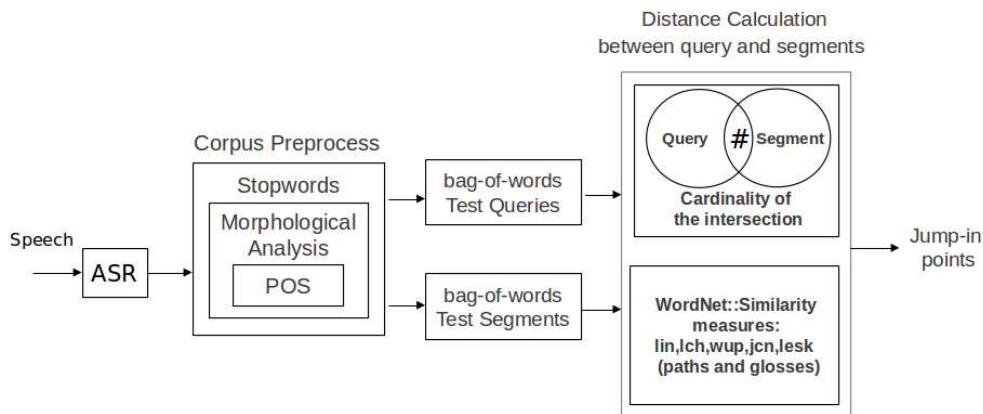 Speech
ASR
Corpus Preprocess
Stopwords
Morphological
Analysis
POS
bag-of-words
Test Queries
bag-of-words
Test Segments
Distance Calculation
between query and segments
Query # Segment
Cardinality of
the intersection
WordNet::Similarity
measures:
lin,lch,wup,jcn,lesk
(paths and glosses)
Jump-in
points